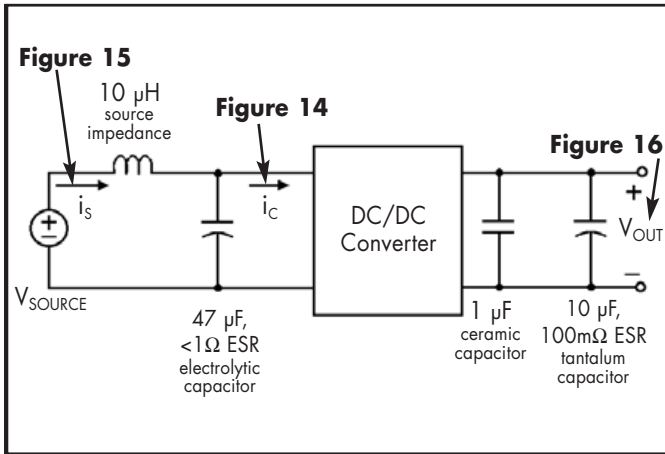 Figure 15
10 µH
source
impedance
Figure 14
Figure 16
i_S
i_C
DC/DC
Converter
+
V_OUT
–
+
–
V_SOURCE
47 µF,
<1Ω ESR
electrolytic
capacitor
1 µF
ceramic
capacitor
10 µF,
100mΩ ESR
tantalum
capacitor